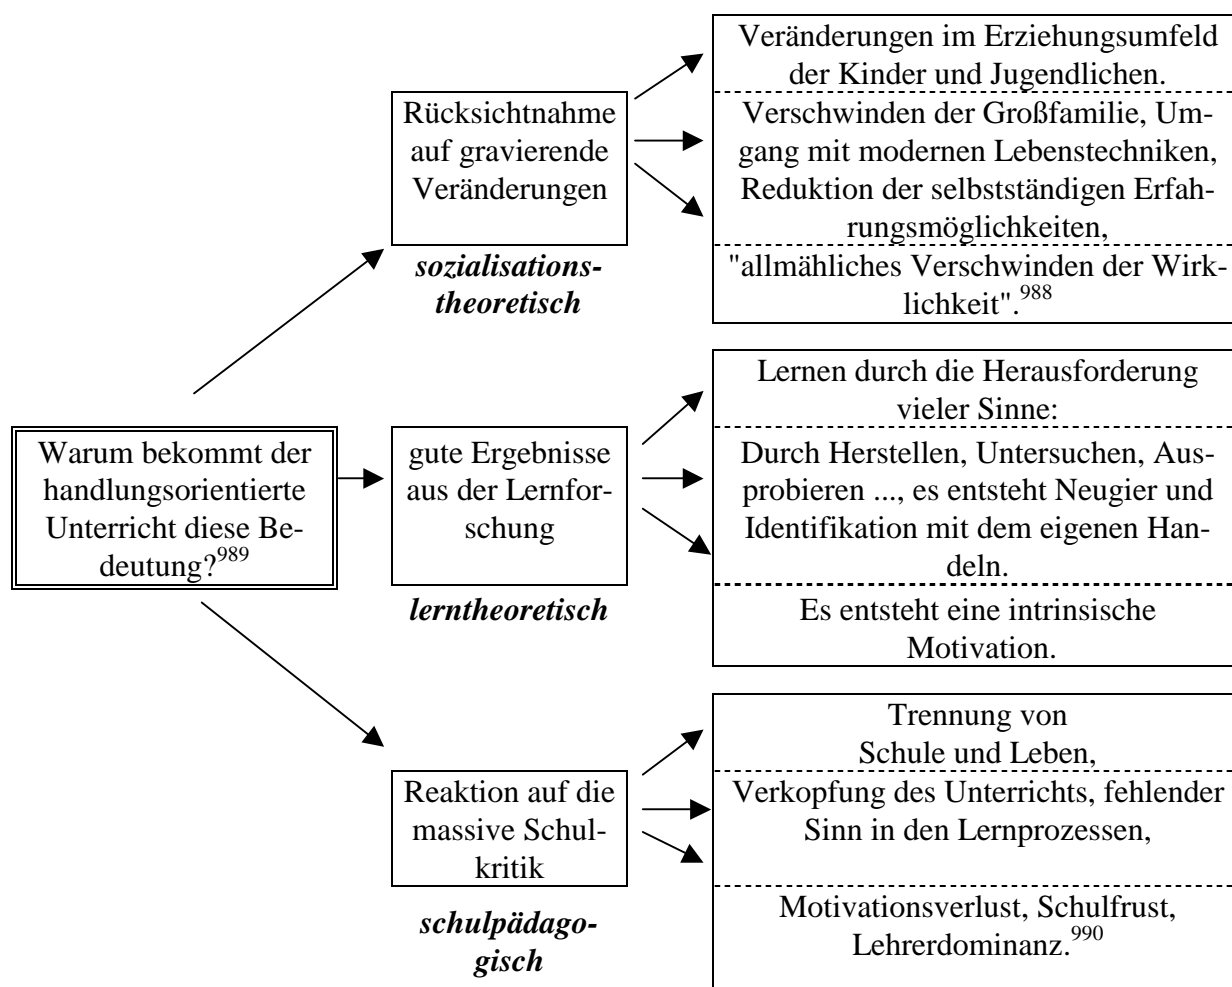 Veränderungen im Erziehungsumfeld
der Kinder und Jugendlichen.
Rücksichtnahme
auf gravierende
Veränderungen
Verschwinden der Großfamilie, Um-
gang mit modernen Lebenstechniken,
Reduktion der selbstständigen Erfah-
rungsmöglichkeiten,
sozialisations-
theoretisch
"allmähliches Verschwinden der Wirk-
lichkeit".988
Warum bekommt der
handlungsorientierte
Unterricht diese Be-
deutung?989
gute Ergebnisse
aus der Lernfor-
schung
lerntheoretisch
Lernen durch die Herausforderung
vieler Sinne:
Durch Herstellen, Untersuchen, Aus-
probieren ..., es entsteht Neugier und
Identifikation mit dem eigenen Han-
deln.
Es entsteht eine intrinsische
Motivation.
Reaktion auf die
massive Schul-
kritik
schulpädago-
gisch
Trennung von
Schule und Leben,
Verkopfung des Unterrichts, fehlender
Sinn in den Lernprozessen,
Motivationsverlust, Schulfrust,
Lehrerdominanz.990